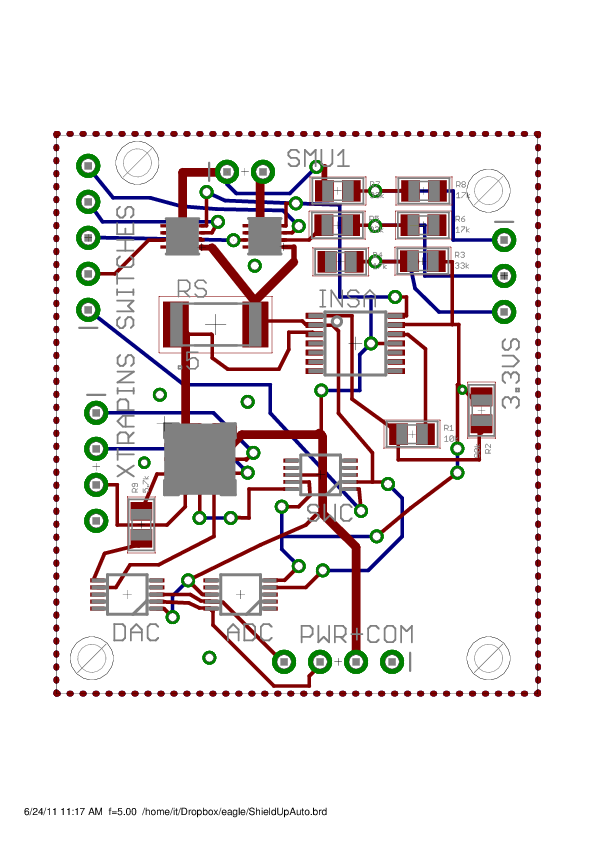 SMU1
R8
17k
R6
17k
R3
33k
SWITCHES
RS
.5
INSA
3.3VS
XTRAPINS
R1
R2
R9
SWC
DAC
ADC
PWR+COM
6/24/11 11:17 AM f=5.00 /home/it/Dropbox/eagle/ShieldUpAuto.brd